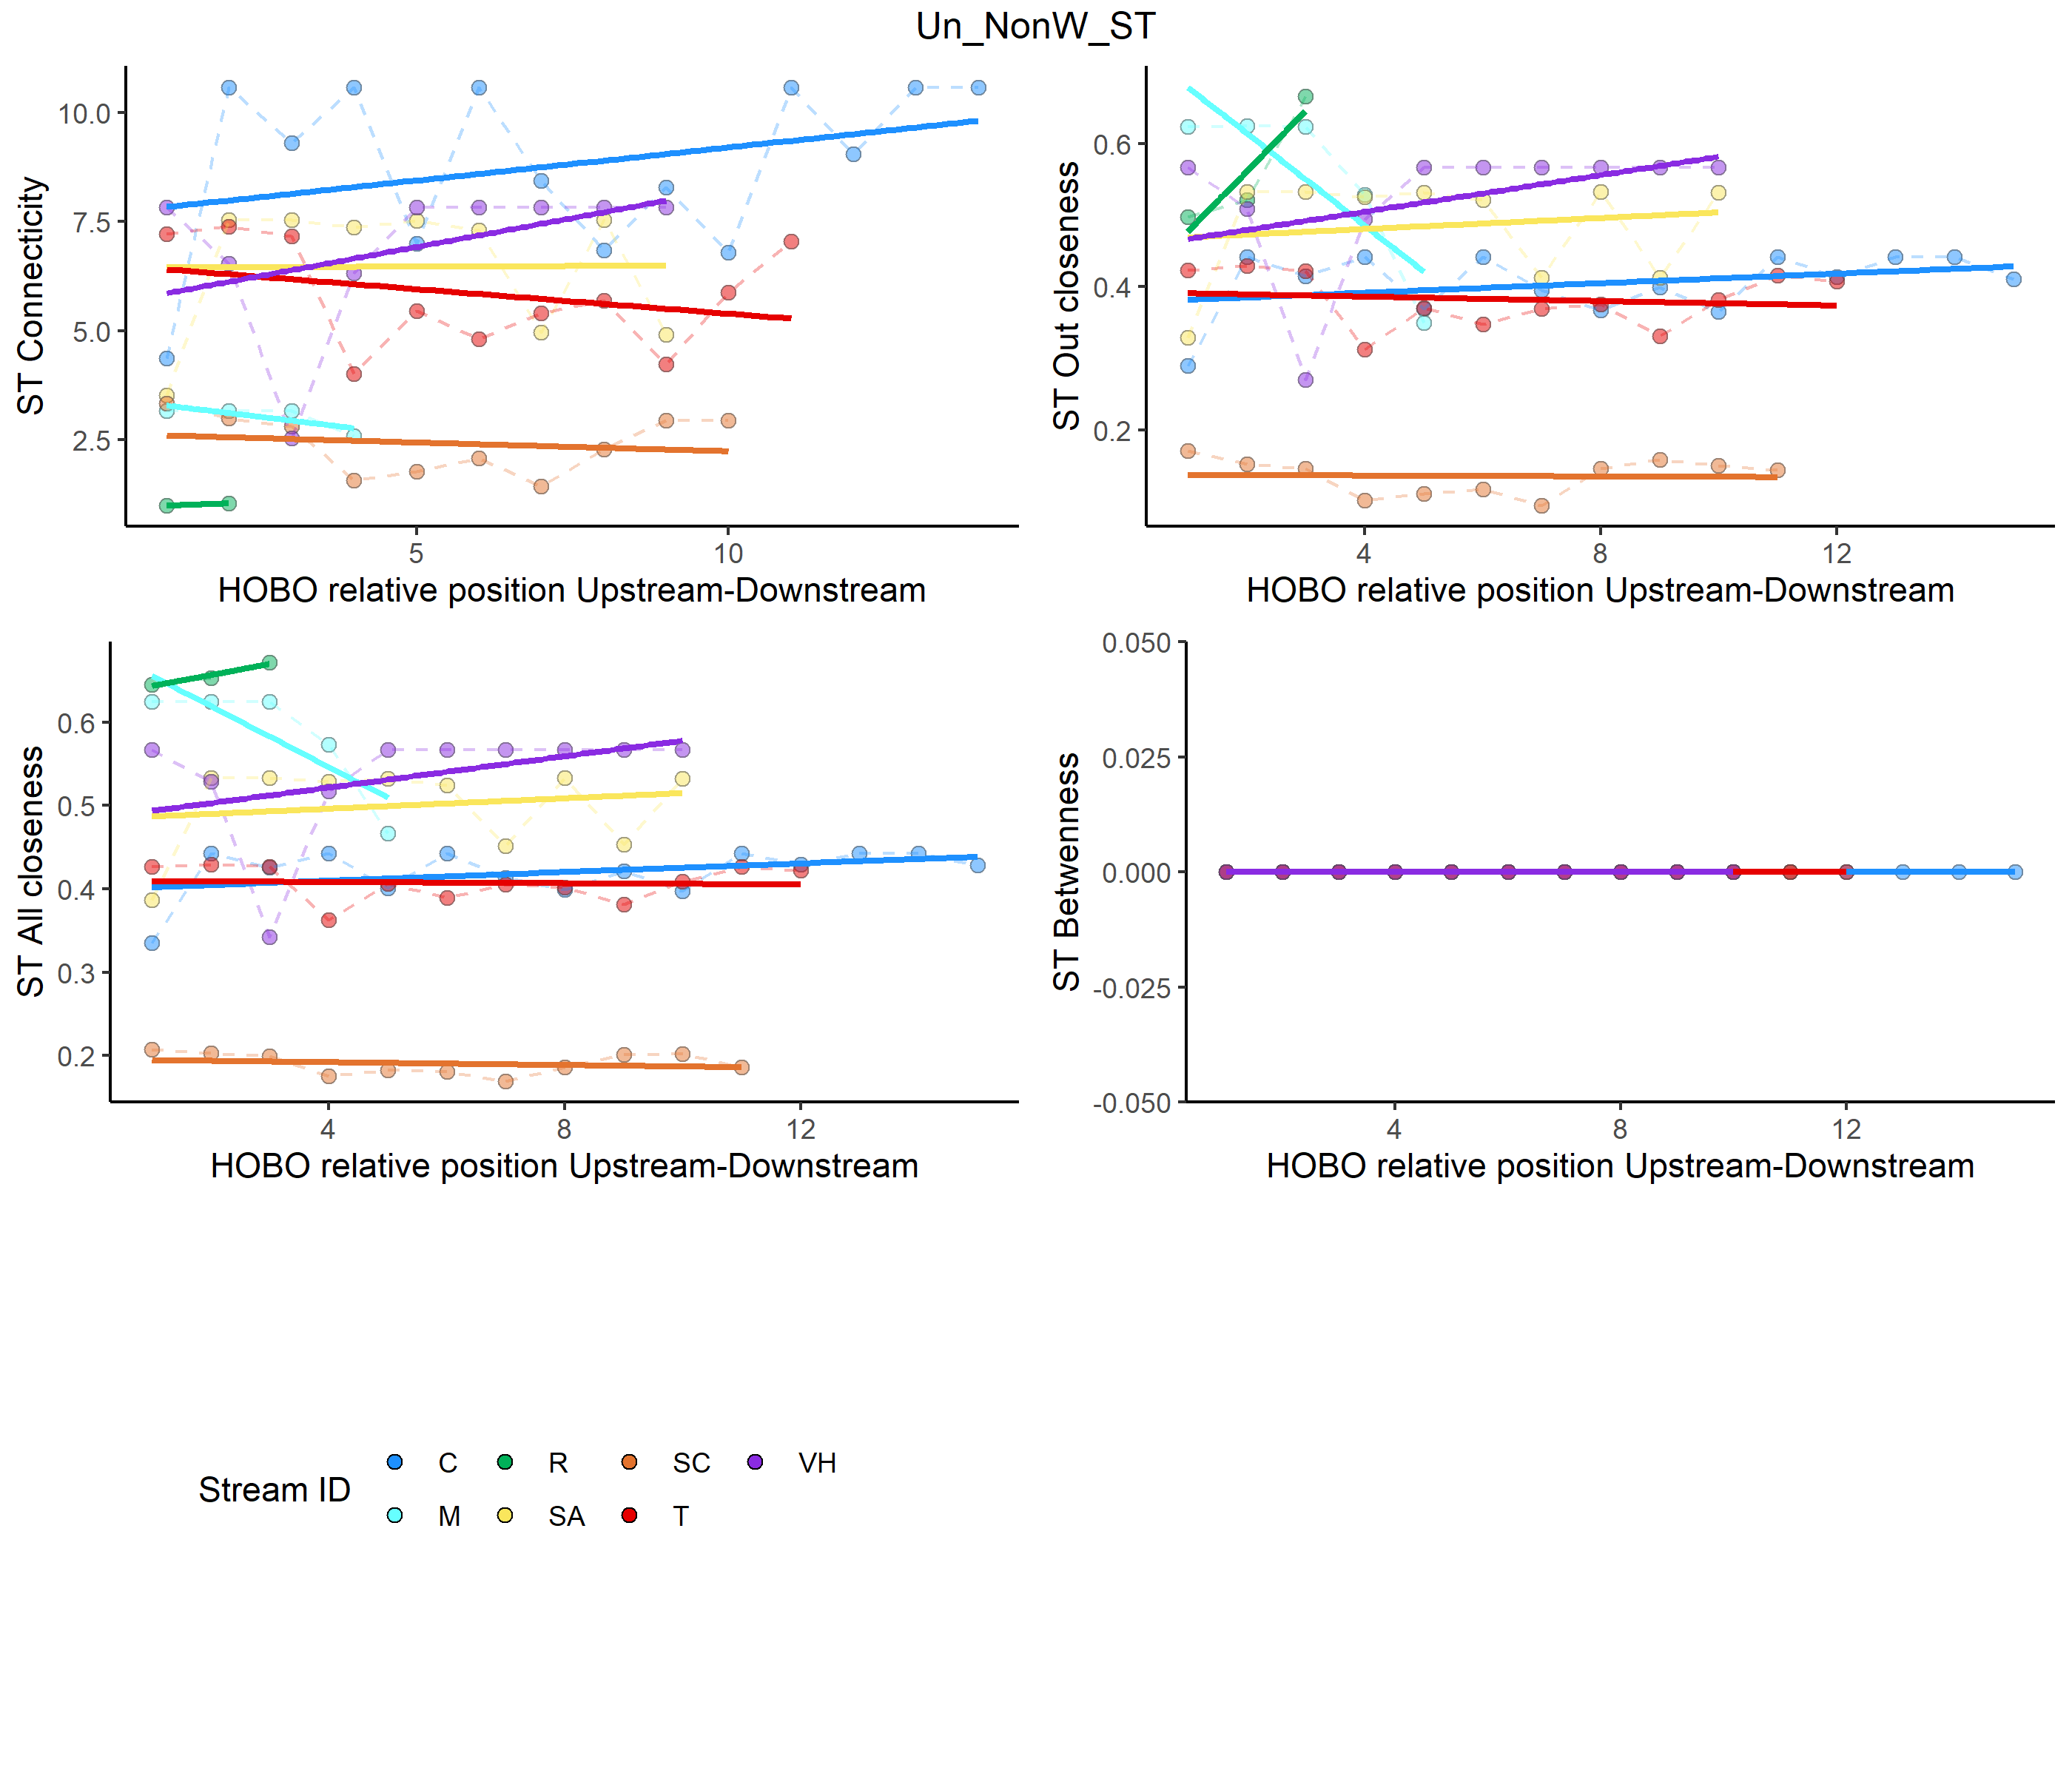 Un_NonW_ST
ST Connecticity
10.0
7.5
5.0
2.5
5 10
HOBO relative position Upstream-Downstream
ST Out closeness
0.6
0.4
0.2
4 8 12
HOBO relative position Upstream-Downstream
ST All closeness
0.6
0.5
0.4
0.3
0.2
4 8 12
HOBO relative position Upstream-Downstream
ST Betwenness
0.050
0.025
0.000
-0.025
-0.050
4 8 12
HOBO relative position Upstream-Downstream
Stream ID
C R SC VH
M SA T